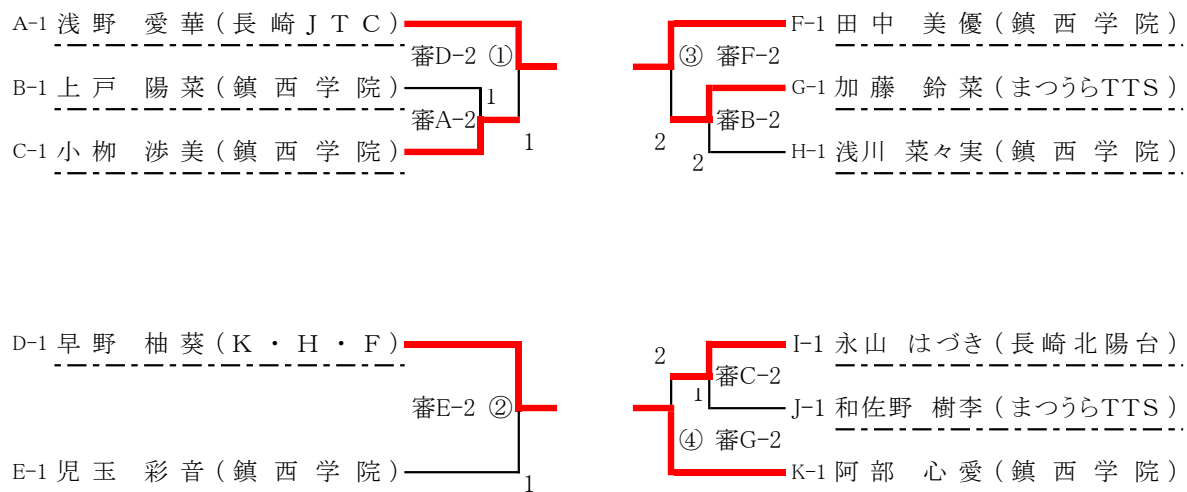 A-1 浅野 愛華(長崎JTC)
審D-2 ①
B-1 上戸 陽菜(鎮西学院)
1
審A-2
1
C-1 小栁 渉美(鎮西学院)
F-1 田中 美優(鎮西学院)
③ 審F-2
G-1 加藤 鈴菜(まつうらTTS)
審B-2
2
2
H-1 浅川 菜々実(鎮西学院)
D-1 早野 柚葵(K・H・F)
審E-2 ②
E-1 児玉 彩音(鎮西学院)
1
I-1 永山 はづき(長崎北陽台)
2
審C-2
1
J-1 和佐野 樹李(まつうらTTS)
④ 審G-2
K-1 阿部 心愛(鎮西学院)